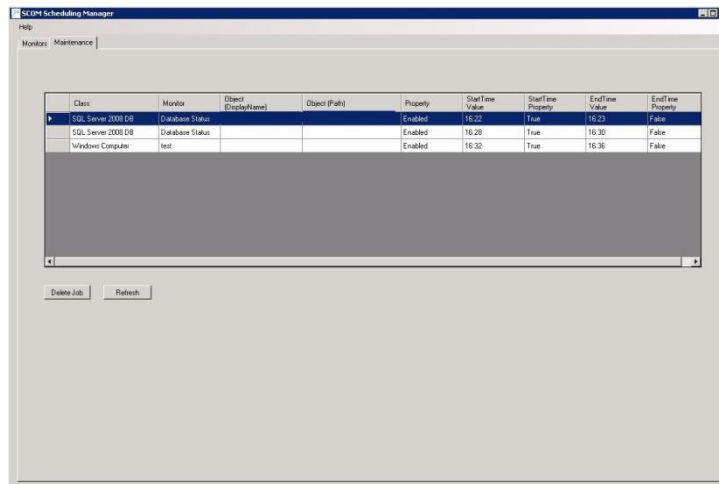 SCOM Scheduling Manager
Help
Monitors Maintenance
Class Monitor Object (DisplayName) Object (Path) Property StartTime Value StartTime Property EndTime Value EndTime Property
SQL Server 2008 DB Database Status Enabled 16:22 True 16:23 False
SQL Server 2008 DB Database Status Enabled 16:28 True 16:30 False
Windows Computer test Enabled 16:32 True 16:36 False
Delete Job Refresh